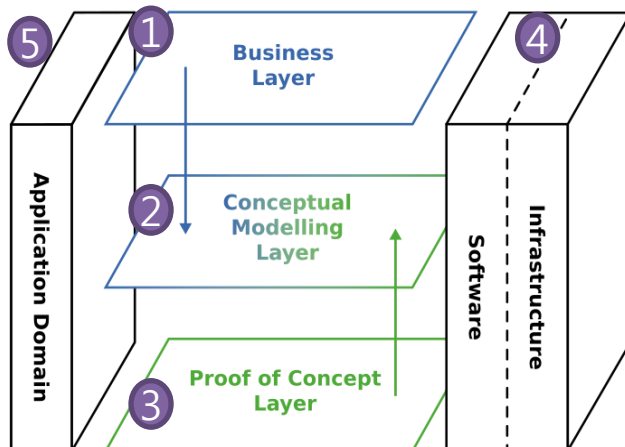 5
1
4
Business
Layer
2
Conceptual
Modelling
Layer
Application Domain
Software
Infrastructure
3
Proof of Concept
Layer